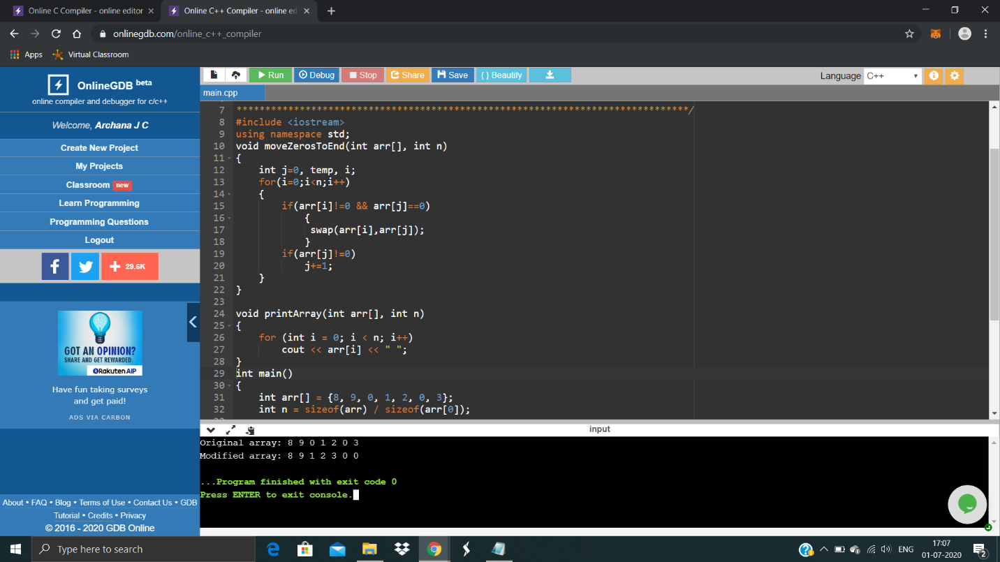 Online C Compiler - online editor
Online C++ Compiler - online ed
onlinegdb.com/online_c++_compiler
Apps Virtual Classroom
OnlineGDB beta
online compiler and debugger for c/c++
Welcome, Archana J C
Create New Project
My Projects
Classroom new
Learn Programming
Programming Questions
Logout
29.6K
GOT AN OPINION?
SHARE AND GET REWARDED.
Rakuten AIP
Have fun taking surveys
and get paid!
ADS VIA CARBON
About • FAQ • Blog • Terms of Use • Contact Us • GDB
Tutorial • Credits • Privacy
© 2016 - 2020 GDB Online
Run Debug Stop Share Save { } Beautify
Language C++
main.cpp
7 *******************************************************************************/
8 #include <iostream>
9 using namespace std;
10 void moveZerosToEnd(int arr[], int n)
11 {
12 int j=0, temp, i;
13 for(i=0;i<n;i++)
14 {
15 if(arr[i]!=0 && arr[j]==0)
16 {
17 swap(arr[i],arr[j]);
18 }
19 if(arr[j]!=0)
20 j+=1;
21 }
22 }
23
24 void printArray(int arr[], int n)
25 {
26 for (int i = 0; i < n; i++)
27 cout << arr[i] << " ";
28 }
29 int main()
30 {
31 int arr[] = {8, 9, 0, 1, 2, 0, 3};
32 int n = sizeof(arr) / sizeof(arr[0]);
input
Original array: 8 9 0 1 2 0 3
Modified array: 8 9 1 2 3 0 0
...Program finished with exit code 0
Press ENTER to exit console.
Type here to search
ENG
17:07
01-07-2020
2